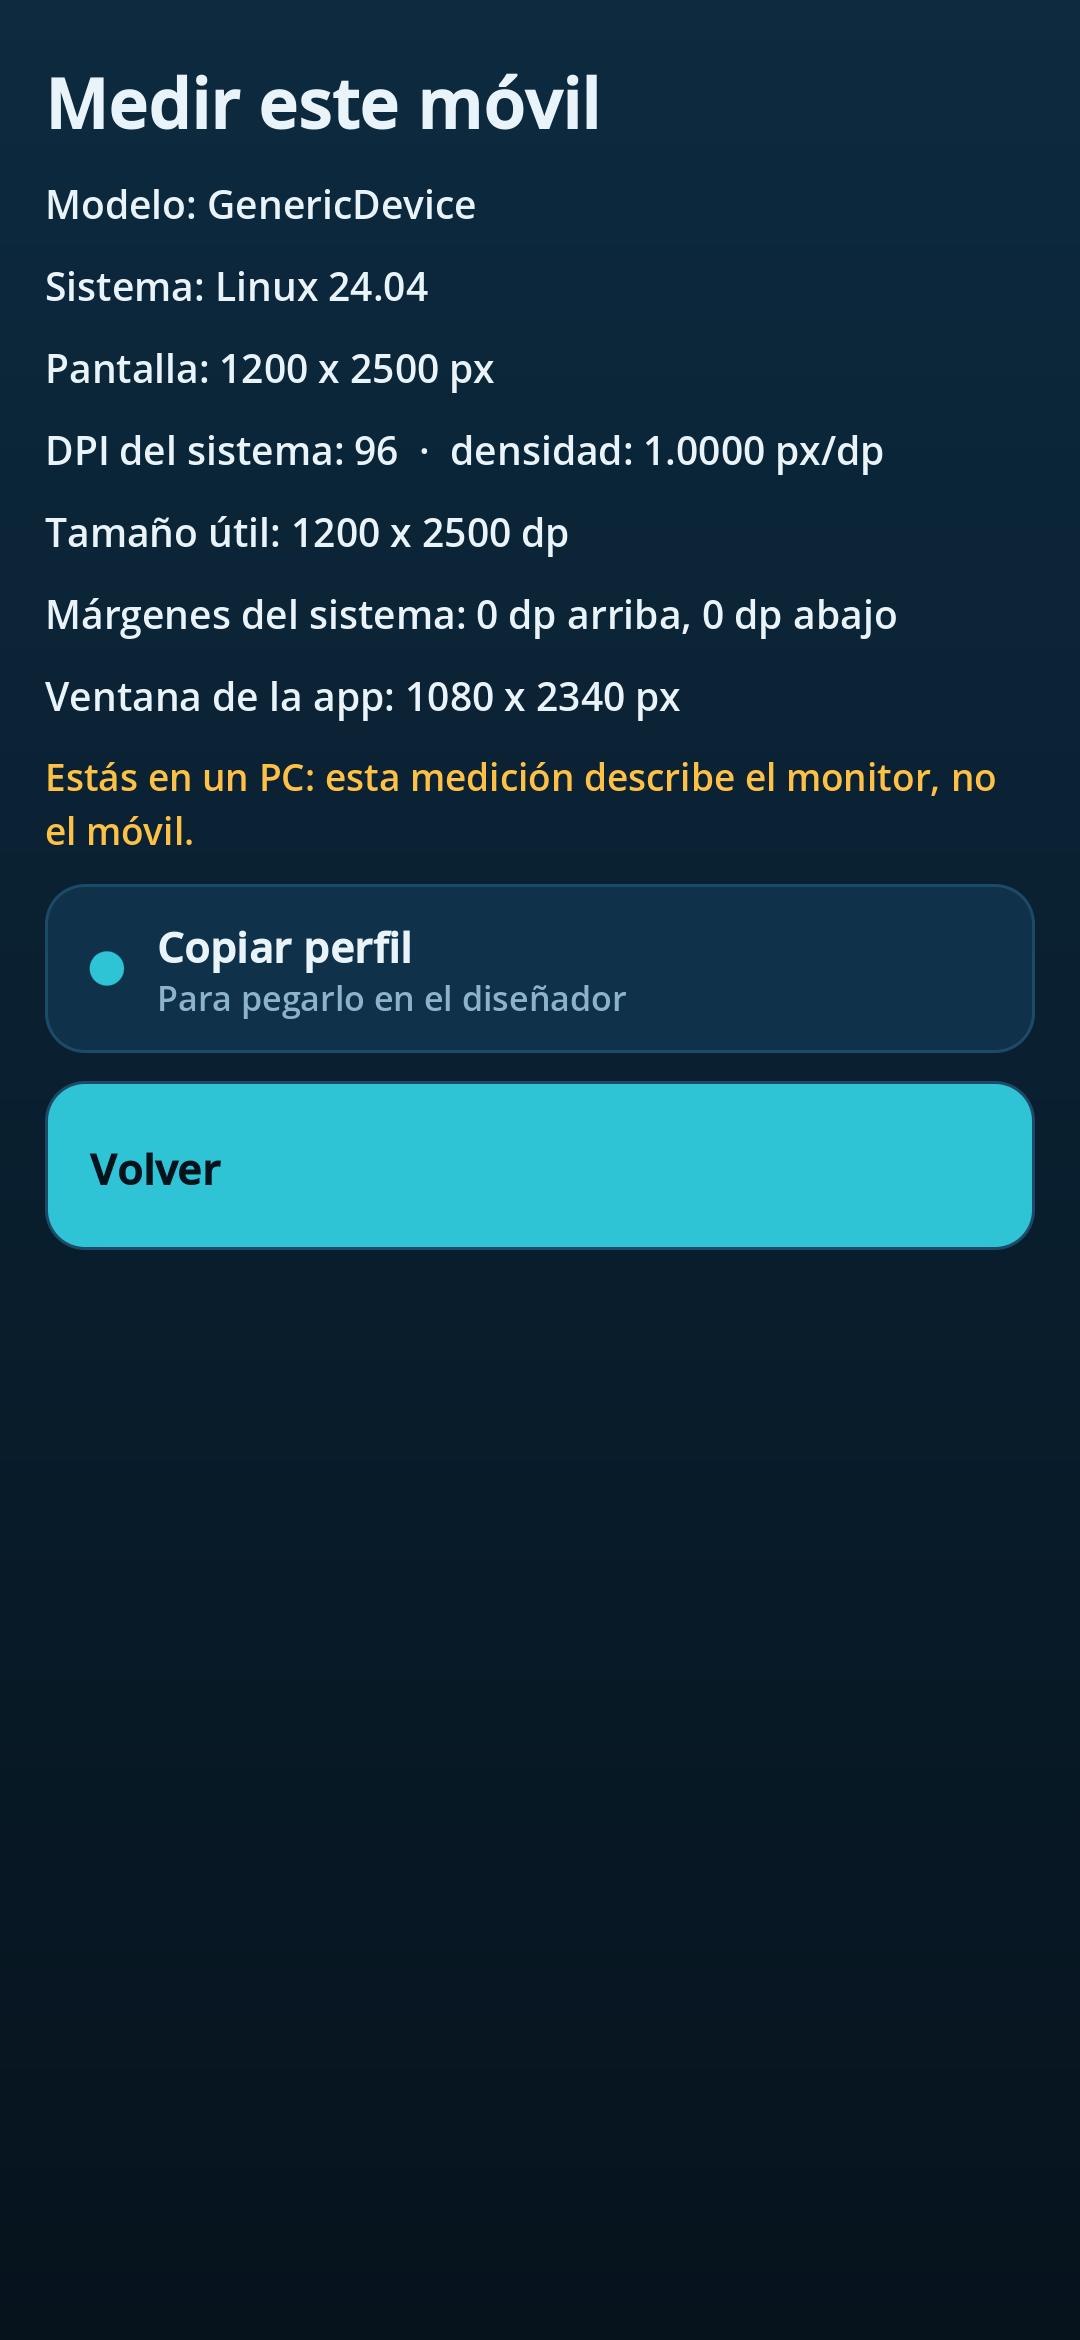 Medir este móvil
Modelo: GenericDevice
Sistema: Linux 24.04
Pantalla: 1200 x 2500 px
DPI del sistema: 96 · densidad: 1.0000 px/dp
Tamaño útil: 1200 x 2500 dp
Márgenes del sistema: 0 dp arriba, 0 dp abajo
Ventana de la app: 1080 x 2340 px
Estás en un PC: esta medición describe el monitor, no
el móvil.
Copiar perfil
Para pegarlo en el diseñador
Volver